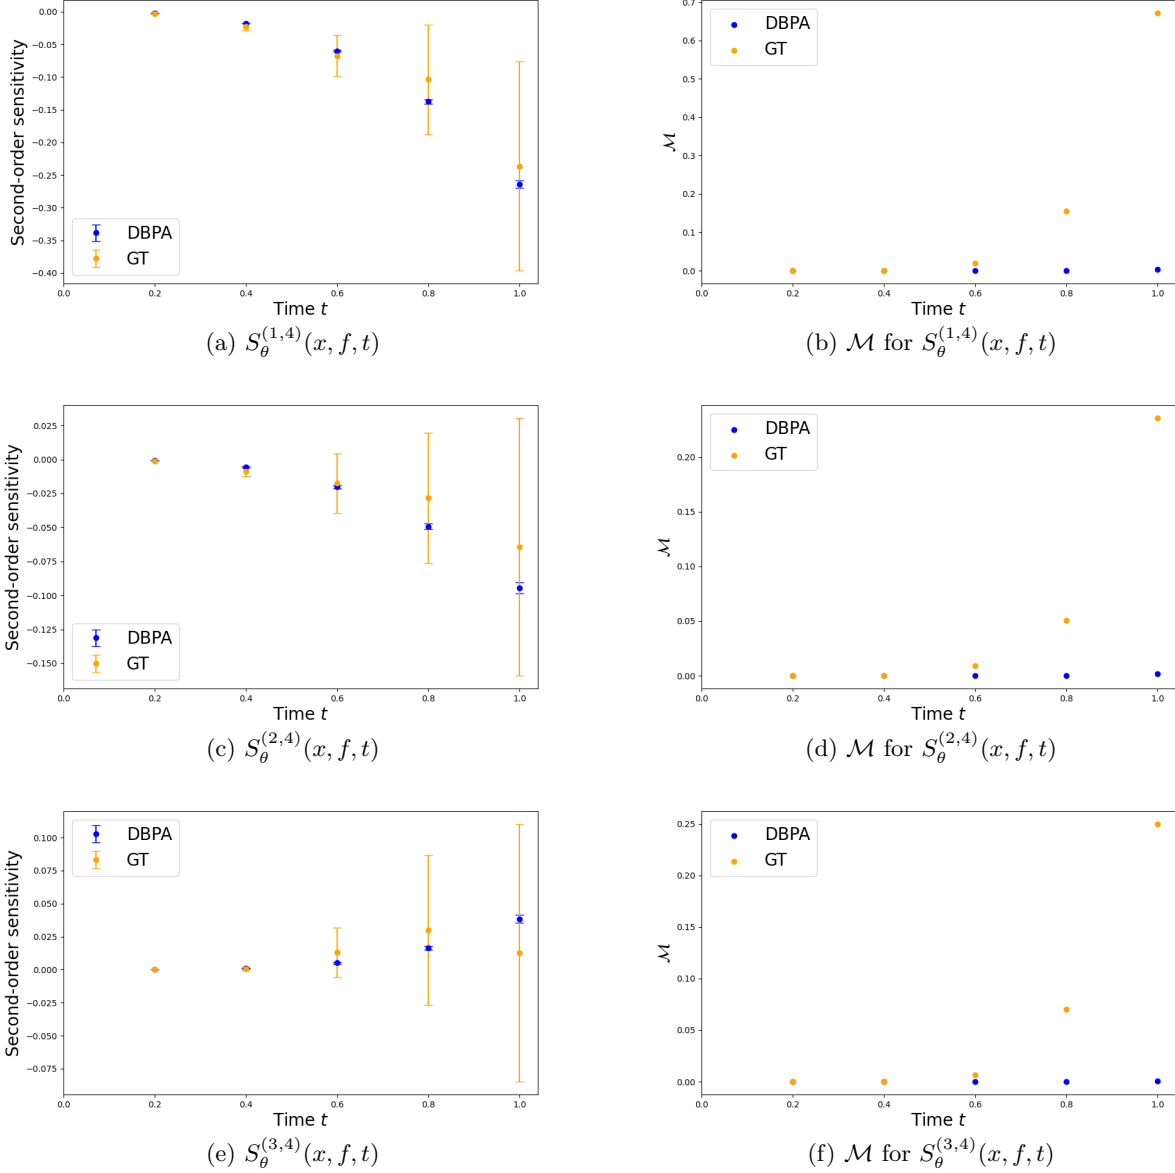 Second-order sensitivity
0.00
−0.05
−0.10
−0.15
−0.20
−0.25
−0.30
−0.35
−0.40
DBPA
GT
0.0 0.2 0.4 0.6 0.8 1.0
Time t
(a) S_θ^{(1,4)}(x, f, t)
ℳ
0.7
0.6
0.5
0.4
0.3
0.2
0.1
0.0
DBPA
GT
0.0 0.2 0.4 0.6 0.8 1.0
Time t
(b) ℳ for S_θ^{(1,4)}(x, f, t)
Second-order sensitivity
0.025
0.000
−0.025
−0.050
−0.075
−0.100
−0.125
−0.150
DBPA
GT
0.0 0.2 0.4 0.6 0.8 1.0
Time t
(c) S_θ^{(2,4)}(x, f, t)
ℳ
0.20
0.15
0.10
0.05
0.00
DBPA
GT
0.0 0.2 0.4 0.6 0.8 1.0
Time t
(d) ℳ for S_θ^{(2,4)}(x, f, t)
Second-order sensitivity
0.100
0.075
0.050
0.025
0.000
−0.025
−0.050
−0.075
DBPA
GT
0.0 0.2 0.4 0.6 0.8 1.0
Time t
(e) S_θ^{(3,4)}(x, f, t)
ℳ
0.25
0.20
0.15
0.10
0.05
0.00
DBPA
GT
0.0 0.2 0.4 0.6 0.8 1.0
Time t
(f) ℳ for S_θ^{(3,4)}(x, f, t)